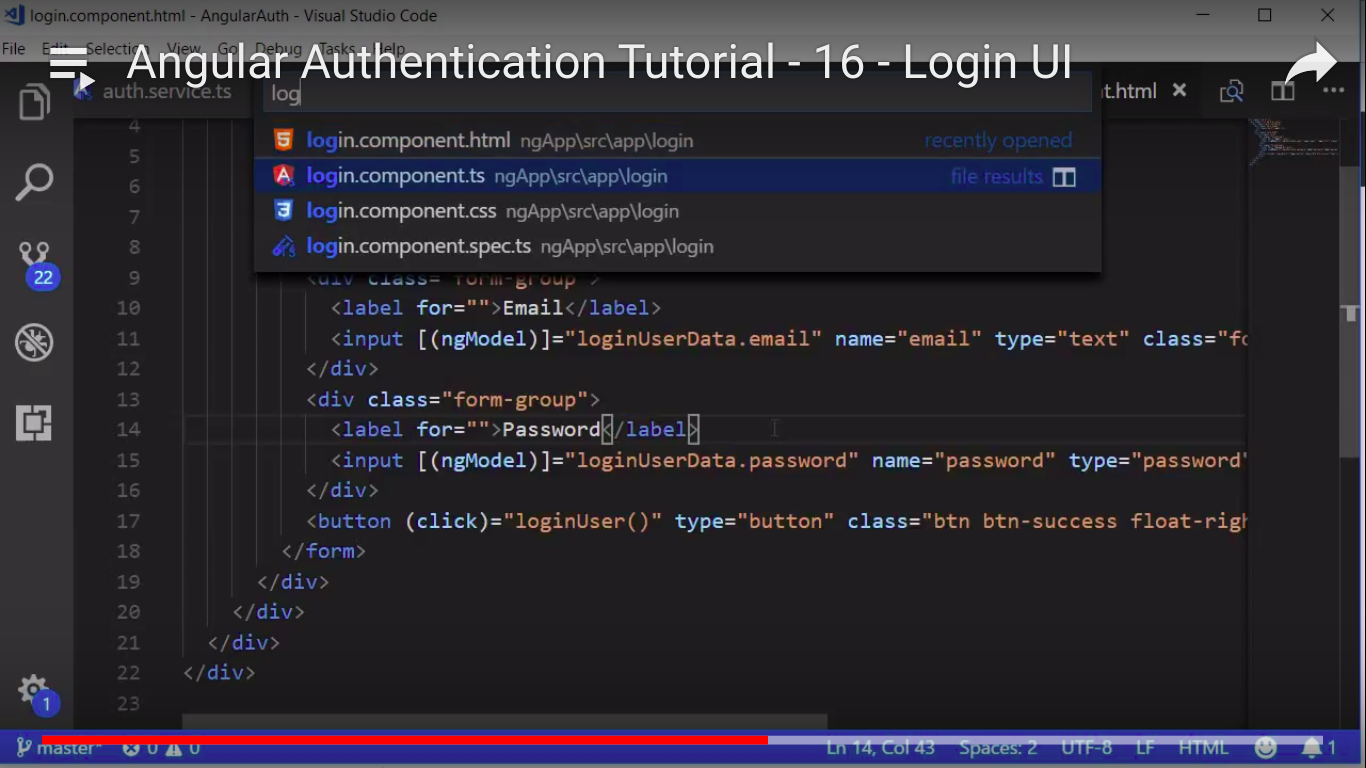 login.component.html - AngularAuth - Visual Studio Code
File Edit Selection View Go Debug Tasks Help
Angular Authentication Tutorial - 16 - Login UI
auth.service.ts
t.html
log
login.component.html ngApp\src\app\login recently opened
login.component.ts ngApp\src\app\login file results
login.component.css ngApp\src\app\login
login.component.spec.ts ngApp\src\app\login
22
4
5
6
7
8
9 <div class="form-group">
10 <label for="">Email</label>
11 <input [(ngModel)]="loginUserData.email" name="email" type="text" class="fo
12 </div>
13 <div class="form-group">
14 <label for="">Password</label>
15 <input [(ngModel)]="loginUserData.password" name="password" type="password"
16 </div>
17 <button (click)="loginUser()" type="button" class="btn btn-success float-righ
18 </form>
19 </div>
20 </div>
21 </div>
22 </div>
23
1
master* 0 0 Ln 14, Col 43 Spaces: 2 UTF-8 LF HTML 1